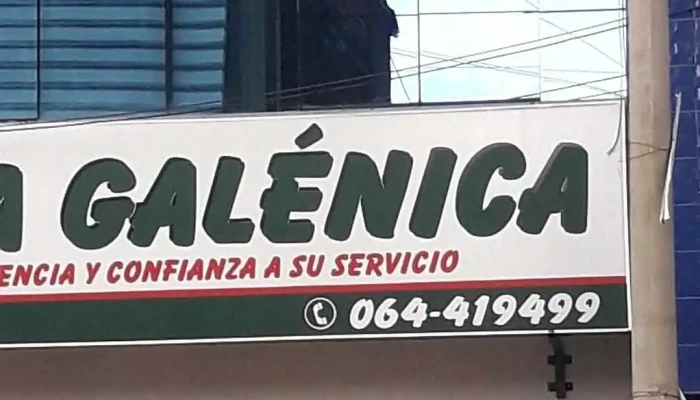 A GALÉNICA
ENCIA Y CONFIANZA A SU SERVICIO
064-419499